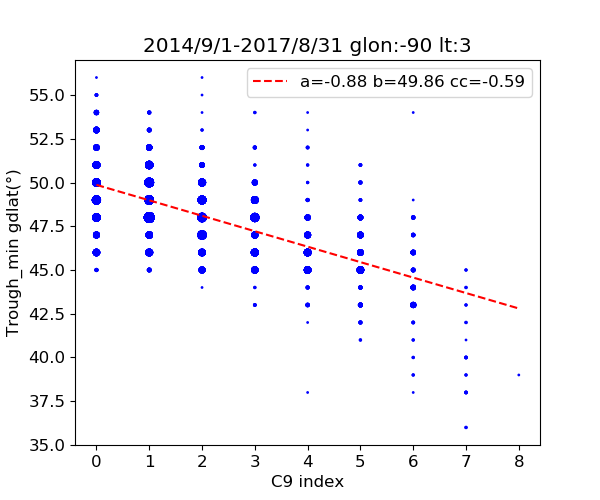 2014/9/1-2017/8/31 glon:-90 lt:3
a=-0.88 b=49.86 cc=-0.59
55.0
52.5
50.0
47.5
45.0
42.5
40.0
37.5
35.0
Trough_min gdlat(°)
0 1 2 3 4 5 6 7 8
C9 index